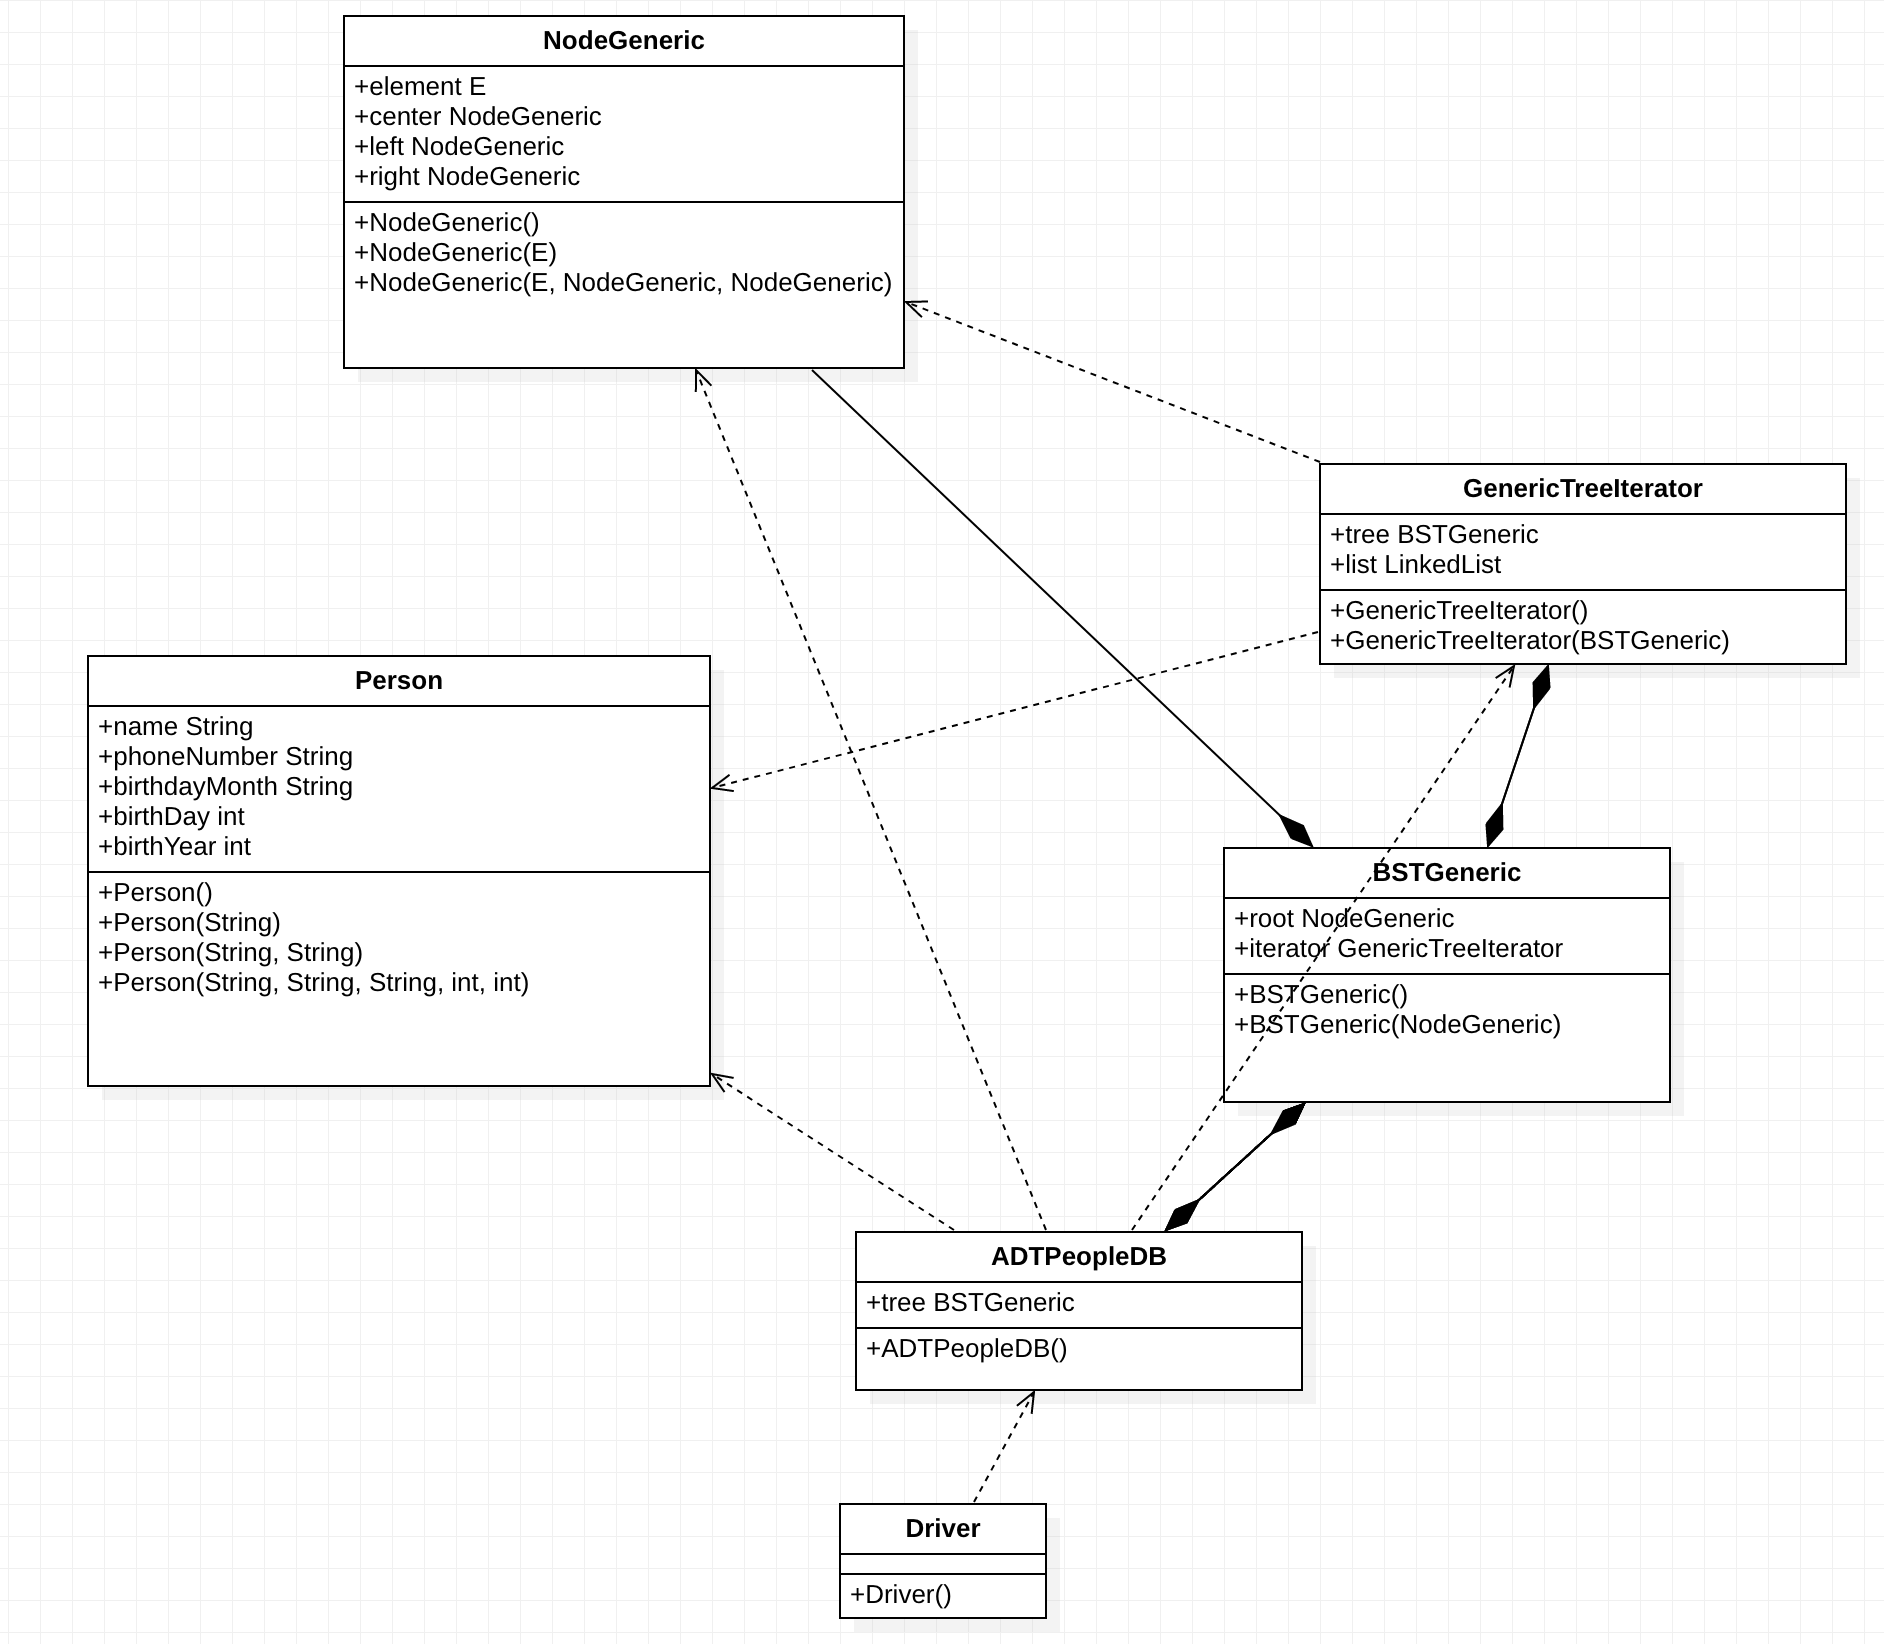 NodeGeneric
+element E
+center NodeGeneric
+left NodeGeneric
+right NodeGeneric
+NodeGeneric()
+NodeGeneric(E)
+NodeGeneric(E, NodeGeneric, NodeGeneric)
GenericTreeIterator
+tree BSTGeneric
+list LinkedList
+GenericTreeIterator()
+GenericTreeIterator(BSTGeneric)
Person
+name String
+phoneNumber String
+birthdayMonth String
+birthDay int
+birthYear int
+Person()
+Person(String)
+Person(String, String)
+Person(String, String, String, int, int)
BSTGeneric
+root NodeGeneric
+iterator GenericTreeIterator
+BSTGeneric()
+BSTGeneric(NodeGeneric)
ADTPeopleDB
+tree BSTGeneric
+ADTPeopleDB()
Driver
+Driver()